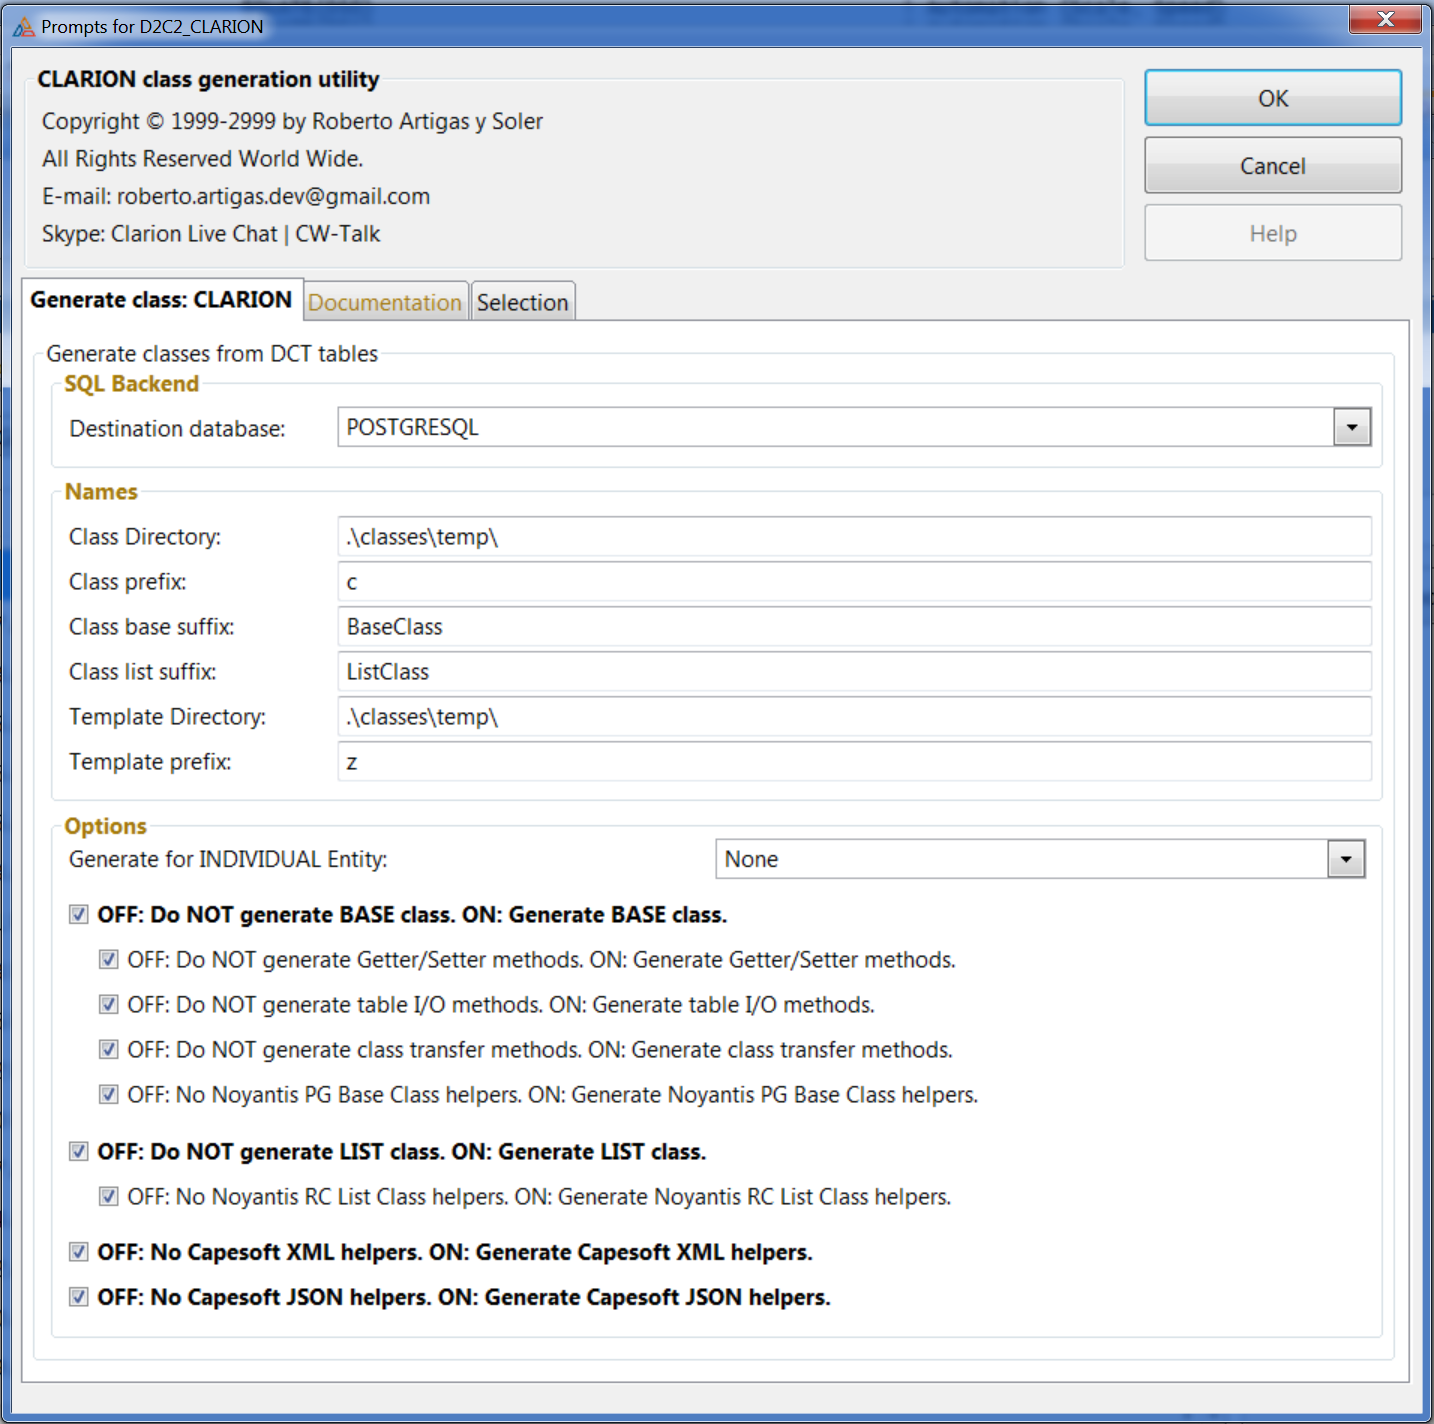 Prompts for D2C2_CLARION
CLARION class generation utility
Copyright © 1999-2999 by Roberto Artigas y Soler
All Rights Reserved World Wide.
E-mail: roberto.artigas.dev@gmail.com
Skype: Clarion Live Chat | CW-Talk
OK
Cancel
Help
Generate class: CLARION Documentation Selection
Generate classes from DCT tables
SQL Backend
Destination database: POSTGRESQL
Names
Class Directory: .\classes\temp\
Class prefix: c
Class base suffix: BaseClass
Class list suffix: ListClass
Template Directory: .\classes\temp\
Template prefix: z
Options
Generate for INDIVIDUAL Entity: None
OFF: Do NOT generate BASE class. ON: Generate BASE class.
OFF: Do NOT generate Getter/Setter methods. ON: Generate Getter/Setter methods.
OFF: Do NOT generate table I/O methods. ON: Generate table I/O methods.
OFF: Do NOT generate class transfer methods. ON: Generate class transfer methods.
OFF: No Noyantis PG Base Class helpers. ON: Generate Noyantis PG Base Class helpers.
OFF: Do NOT generate LIST class. ON: Generate LIST class.
OFF: No Noyantis RC List Class helpers. ON: Generate Noyantis RC List Class helpers.
OFF: No Capesoft XML helpers. ON: Generate Capesoft XML helpers.
OFF: No Capesoft JSON helpers. ON: Generate Capesoft JSON helpers.